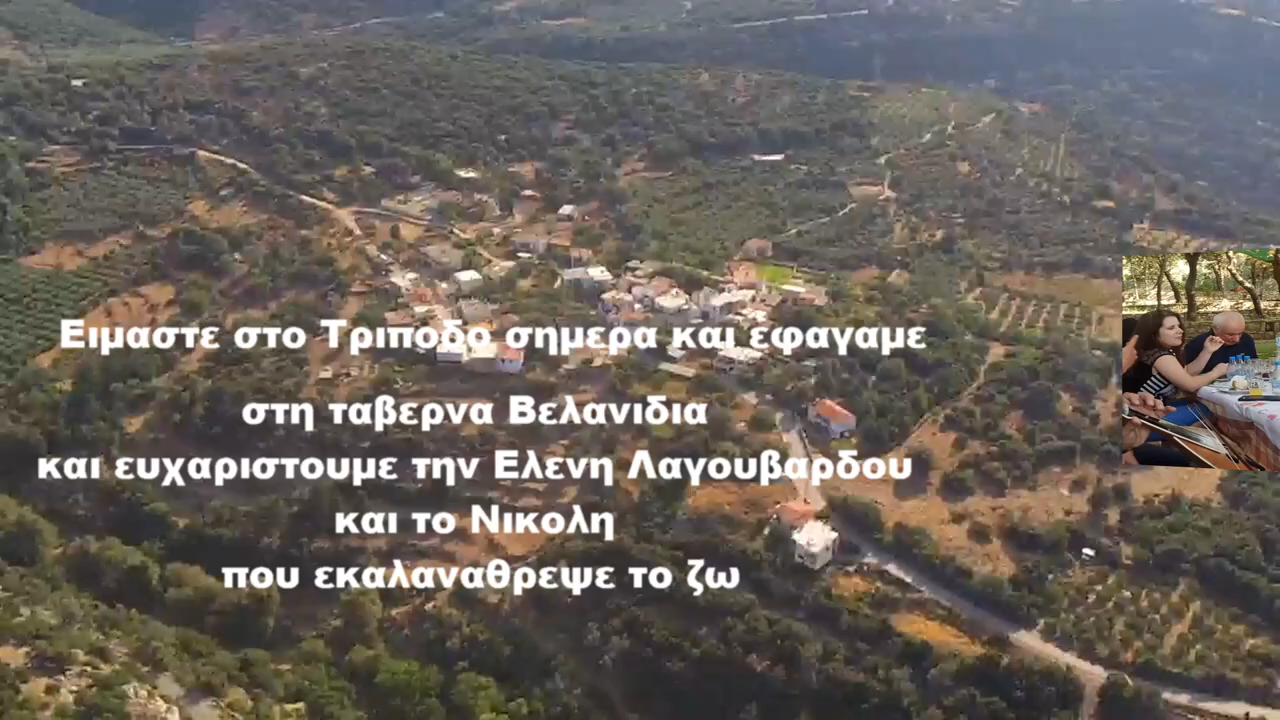 Ειμαστε στο Τριποδο σημερα και εφαγαμε
στη ταβερνα Βελανιδια
και ευχαριστουμε την Ελενη Λαγουβαρδου
και το Νικολη
που εκαλαναθρεψε το ζω